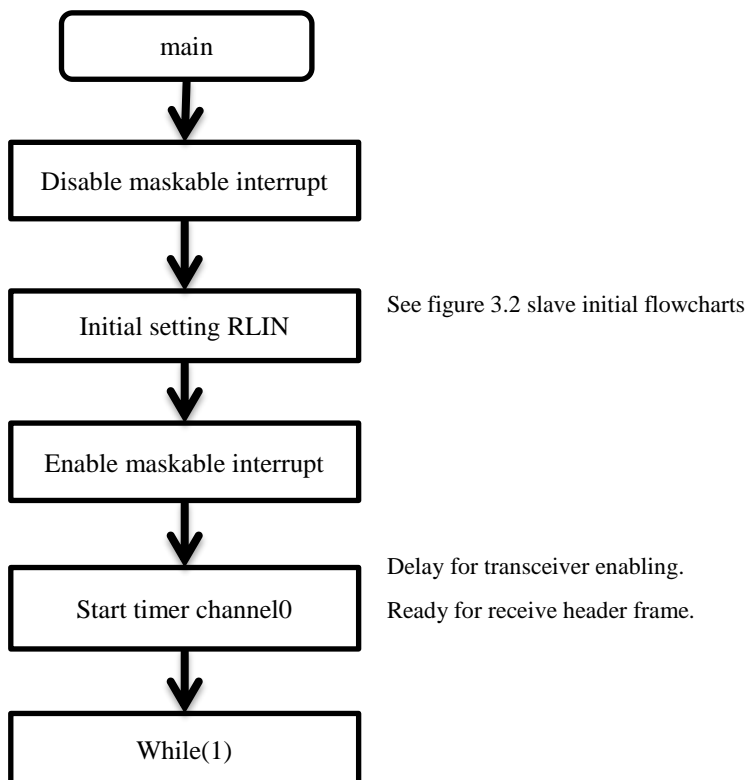 main
Disable maskable interrupt
Initial setting RLIN
See figure 3.2 slave initial flowcharts
Enable maskable interrupt
Start timer channel0
Delay for transceiver enabling.
Ready for receive header frame.
While(1)